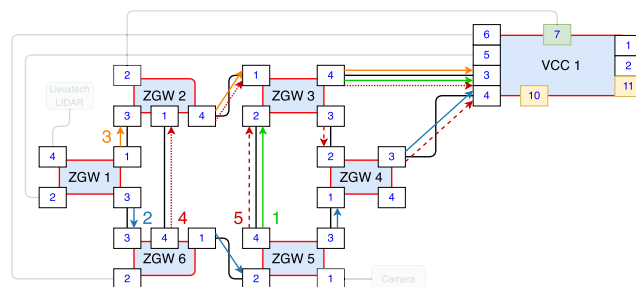 6 7 1
5 VCC 1 2
3 11
4 10
2 1 4
Livoxtech
LIDAR
ZGW 2 ZGW 3
3 1 4 2 3
3
4 1 2 3
ZGW 1 ZGW 4
2 3 1 4
2 4 5 1
3 4 1 4 3
ZGW 6 ZGW 5
2 2 1 Camera